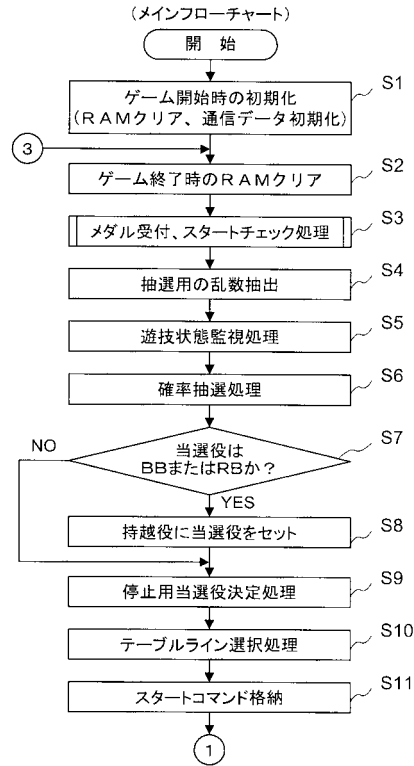 (メインフローチャート)
開 始
S1
ゲーム開始時の初期化
(RAMクリア、通信データ初期化)
3
S2
ゲーム終了時のRAMクリア
S3
メダル受付、スタートチェック処理
S4
抽選用の乱数抽出
S5
遊技状態監視処理
S6
確率抽選処理
S7
NO
当選役は
BBまたはRBか？
YES
S8
持越役に当選役をセット
S9
停止用当選役決定処理
S10
テーブルライン選択処理
S11
スタートコマンド格納
1